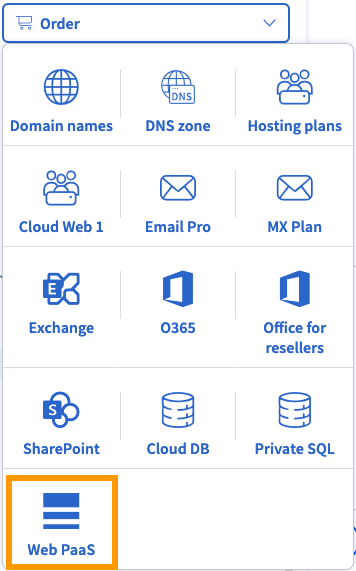 Order
Domain names
DNS
DNS zone
Hosting plans
Cloud Web 1
Email Pro
MX Plan
E
Exchange
O365
Office for
resellers
S
SharePoint
Cloud DB
Private SQL
Web PaaS